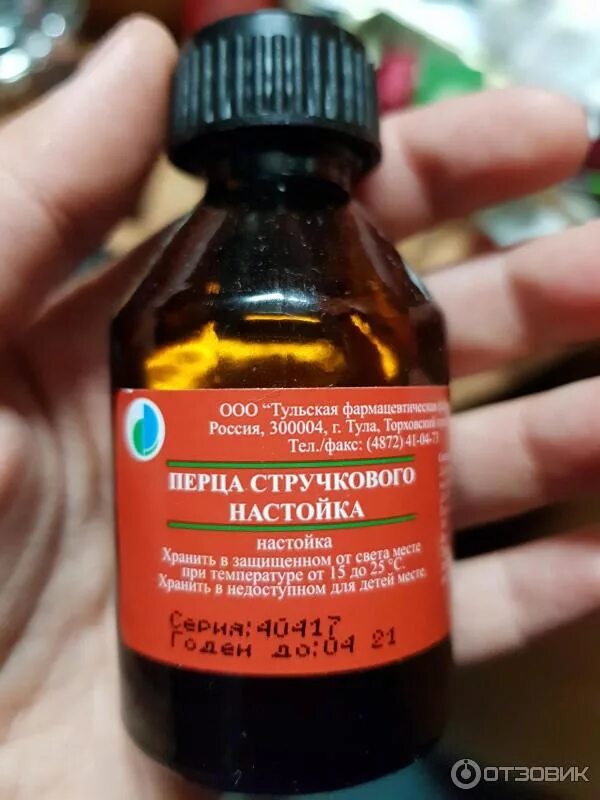 ООО "Тульская фармацевтическая
Россия, 300004, г. Тула, Торховский
Тел./факс: (4872) 41-04-73
ПЕРЦА СТРУЧКОВОГО
НАСТОЙКА
настойка
Хранить в защищенном от света месте
при температуре от 15 до 25 °С.
Хранить в недоступном для детей месте.
Серия:40417
Годен до:04 21
ОТЗОВИК